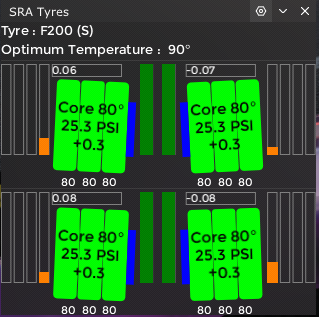 SRA Tyres
Tyre : F200 (S)
Optimum Temperature : 90°
0.06
-0.07
Core 80°
25.3 PSI
+0.3
Core 80°
25.3 PSI
+0.3
80 80 80
80 80 80
0.08
-0.08
Core 80°
25.3 PSI
+0.3
Core 80°
25.3 PSI
+0.3
80 80 80
80 80 80